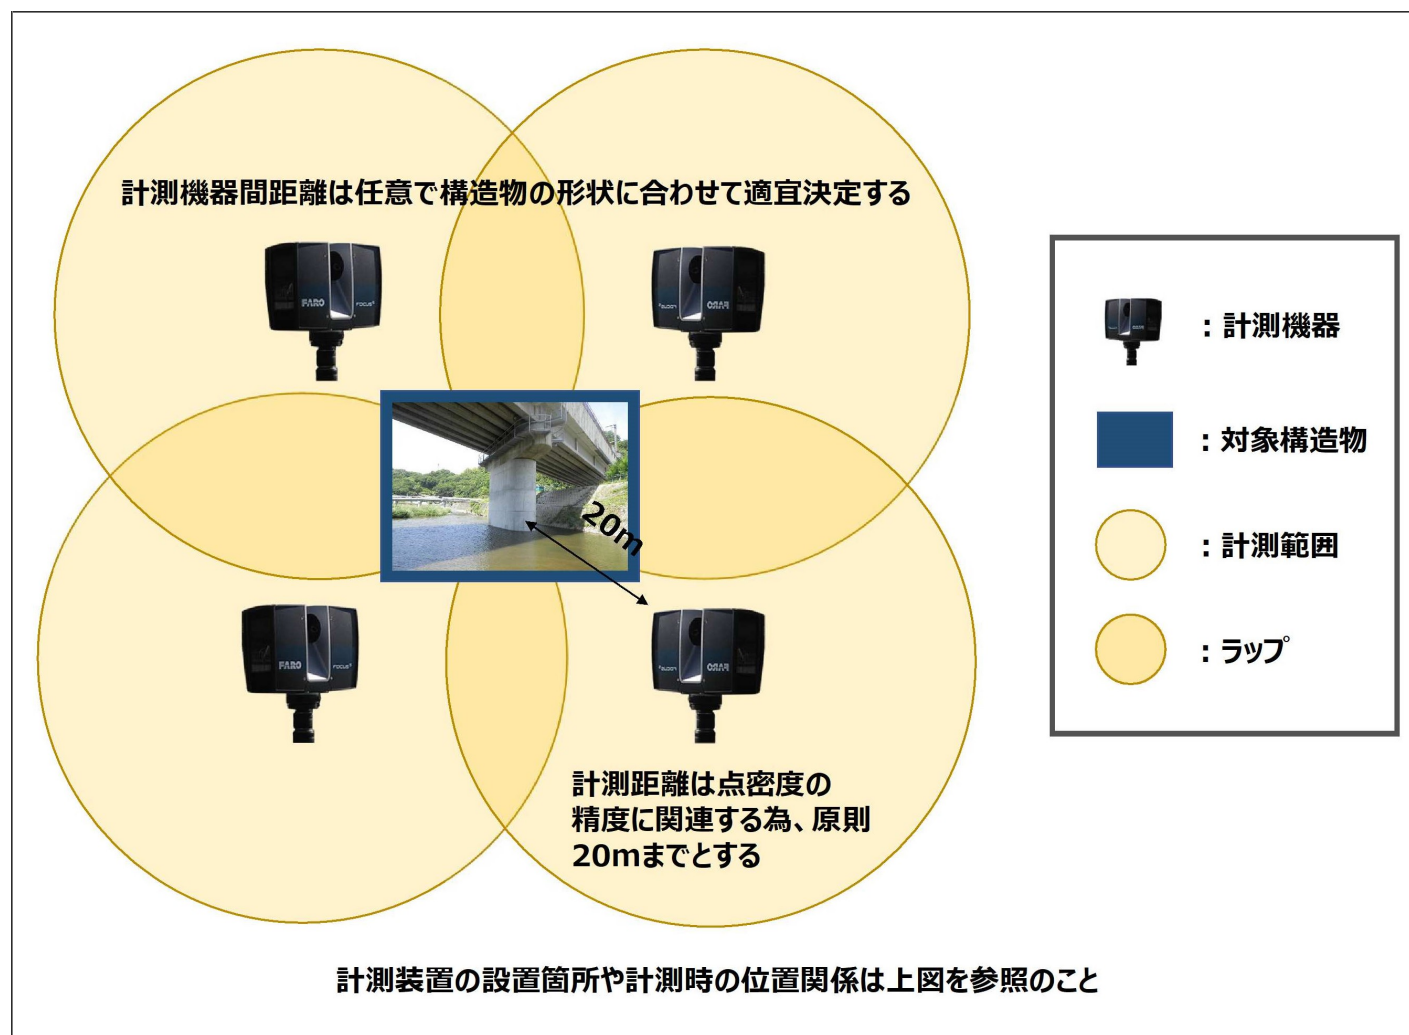 計測機器間距離は任意で構造物の形状に合わせて適宜決定する
FARO FOCUS
：計測機器
：対象構造物
20m
：計測範囲
：ラップ
FARO FOCUS
計測距離は点密度の
精度に関連する為、原則
20mまでとする
計測装置の設置箇所や計測時の位置関係は上図を参照のこと